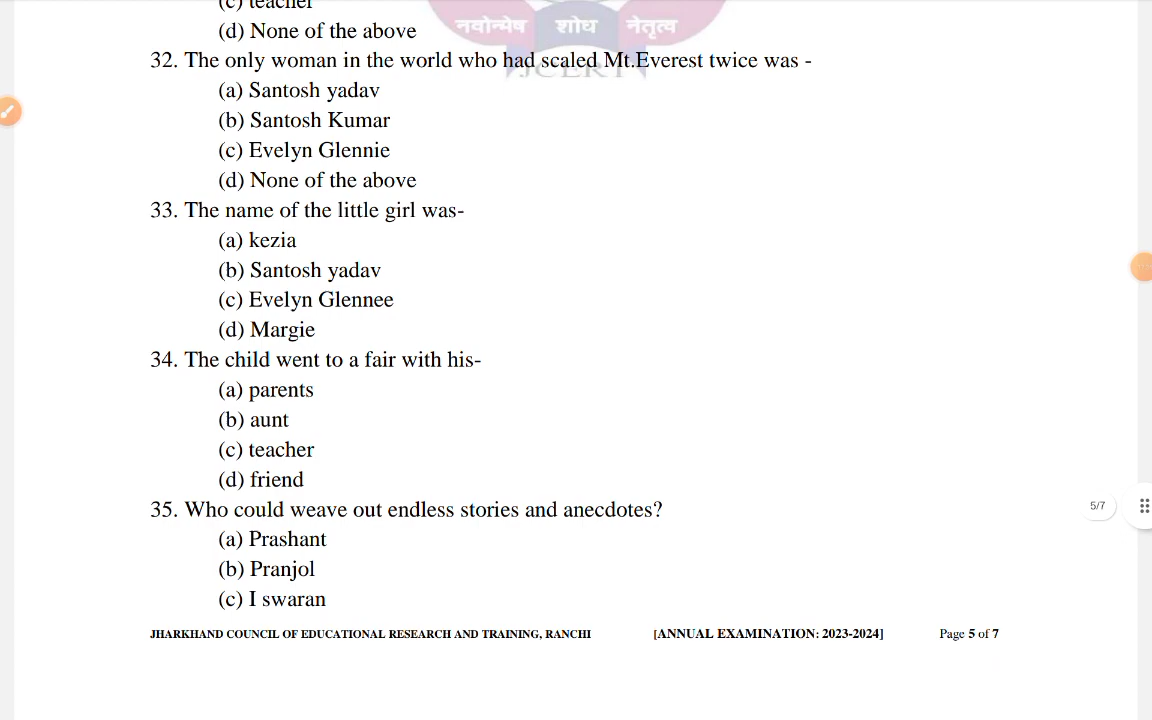 (c) teacher
नवोन्मेष शोध नेतृत्व
(d) None of the above
32. The only woman in the world who had scaled Mt.Everest twice was -
JCERT
(a) Santosh yadav
(b) Santosh Kumar
(c) Evelyn Glennie
(d) None of the above
33. The name of the little girl was-
(a) kezia
(b) Santosh yadav
(c) Evelyn Glennee
(d) Margie
34. The child went to a fair with his-
(a) parents
(b) aunt
(c) teacher
(d) friend
35. Who could weave out endless stories and anecdotes?
5/7
(a) Prashant
(b) Pranjol
(c) I swaran
JHARKHAND COUNCIL OF EDUCATIONAL RESEARCH AND TRAINING, RANCHI [ANNUAL EXAMINATION: 2023-2024] Page 5 of 7